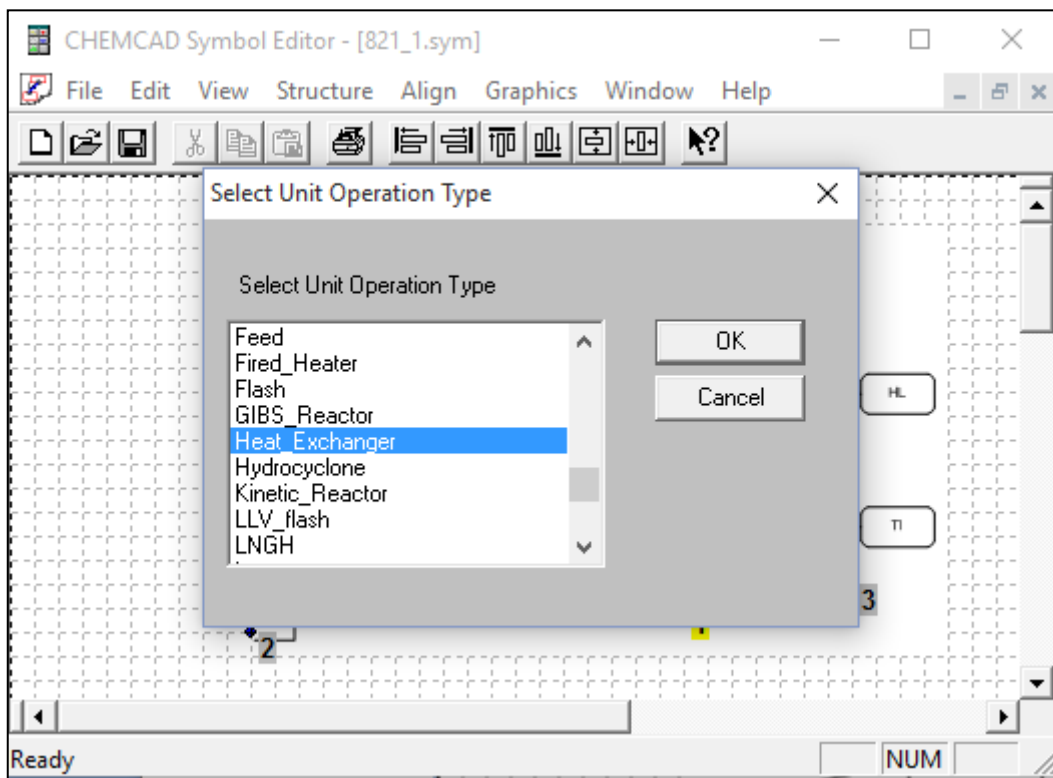 CHEMCAD Symbol Editor - [821_1.sym]
File Edit View Structure Align Graphics Window Help
Select Unit Operation Type
Select Unit Operation Type
Feed
Fired_Heater
Flash
GIBS_Reactor
Heat_Exchanger
Hydrocyclone
Kinetic_Reactor
LLV_flash
LNGH
OK
Cancel
HL
TI
3
2
Ready
NUM